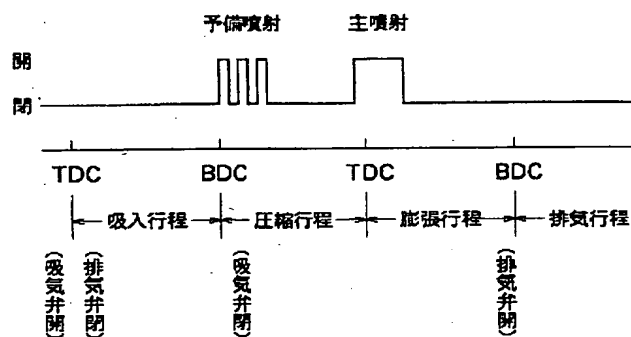 予備噴射 主噴射
開
閉
TDC BDC TDC BDC
吸入行程 圧縮行程 膨張行程 排気行程
(吸気弁開)
(排気弁閉)
(吸気弁閉)
(排気弁開)